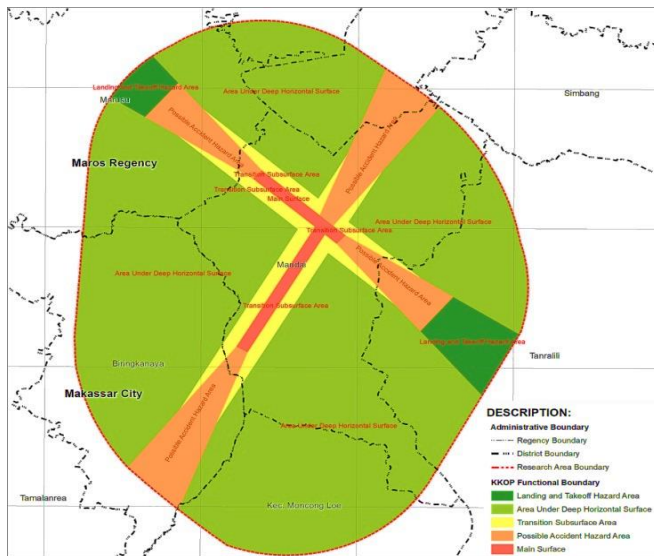 Simbang
Landing and Takeoff Hazard Area
Area Under Deep Horizontal Surface
Marusu
Possible Accident Hazard Area
Possible Accident Hazard Area
Maros Regency
Transition Subsurface Area
Transition Subsurface Area
Main Surface
Area Under Deep Horizontal Surface
Transition Subsurface Area
Possible Accident Hazard Area
Mandai
Area Under Deep Horizontal Surface
Transition Subsurface Area
Landing and Takeoff Hazard Area
Tanralili
Biringkanaya
Makassar City
Possible Accident Hazard Area
Area Under Deep Horizontal Surface
Tamalanrea
Kec. Moncong Loe
DESCRIPTION:
Administrative Boundary
Regency Boundary
District Boundary
Research Area Boundary
KKOP Functional Boundary
Landing and Takeoff Hazard Area
Area Under Deep Horizontal Surface
Transition Subsurface Area
Possible Accident Hazard Area
Main Surface